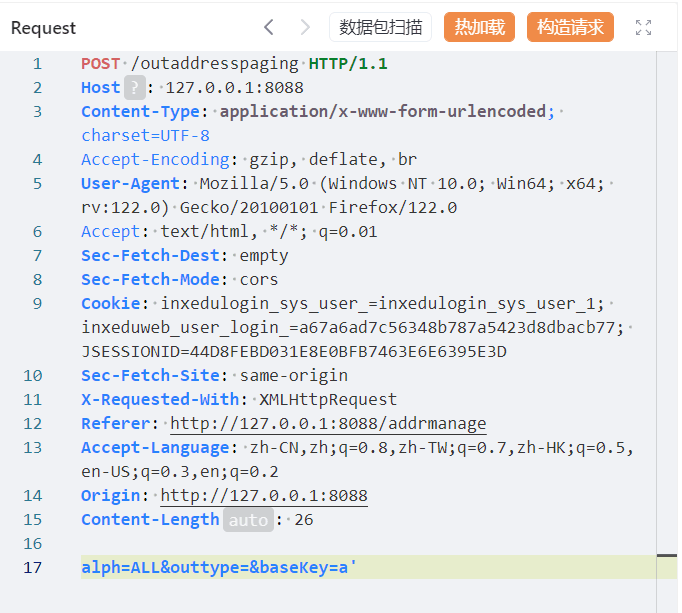 Request 数据包扫描 热加载 构造请求
1 POST /outaddresspaging HTTP/1.1
2 Host ? : 127.0.0.1:8088
3 Content-Type: application/x-www-form-urlencoded;
charset=UTF-8
4 Accept-Encoding: gzip, deflate, br
5 User-Agent: Mozilla/5.0 (Windows NT 10.0; Win64; x64;
rv:122.0) Gecko/20100101 Firefox/122.0
6 Accept: text/html, */*; q=0.01
7 Sec-Fetch-Dest: empty
8 Sec-Fetch-Mode: cors
9 Cookie: inxedulogin_sys_user_=inxedulogin_sys_user_1;
inxeduweb_user_login_=a67a6ad7c56348b787a5423d8dbacb77;
JSESSIONID=44D8FEBD031E8E0BFB7463E6E6395E3D
10 Sec-Fetch-Site: same-origin
11 X-Requested-With: XMLHttpRequest
12 Referer: http://127.0.0.1:8088/addrmanage
13 Accept-Language: zh-CN,zh;q=0.8,zh-TW;q=0.7,zh-HK;q=0.5,
en-US;q=0.3,en;q=0.2
14 Origin: http://127.0.0.1:8088
15 Content-Length auto : 26
16
17 alph=ALL&outtype=&baseKey=a'